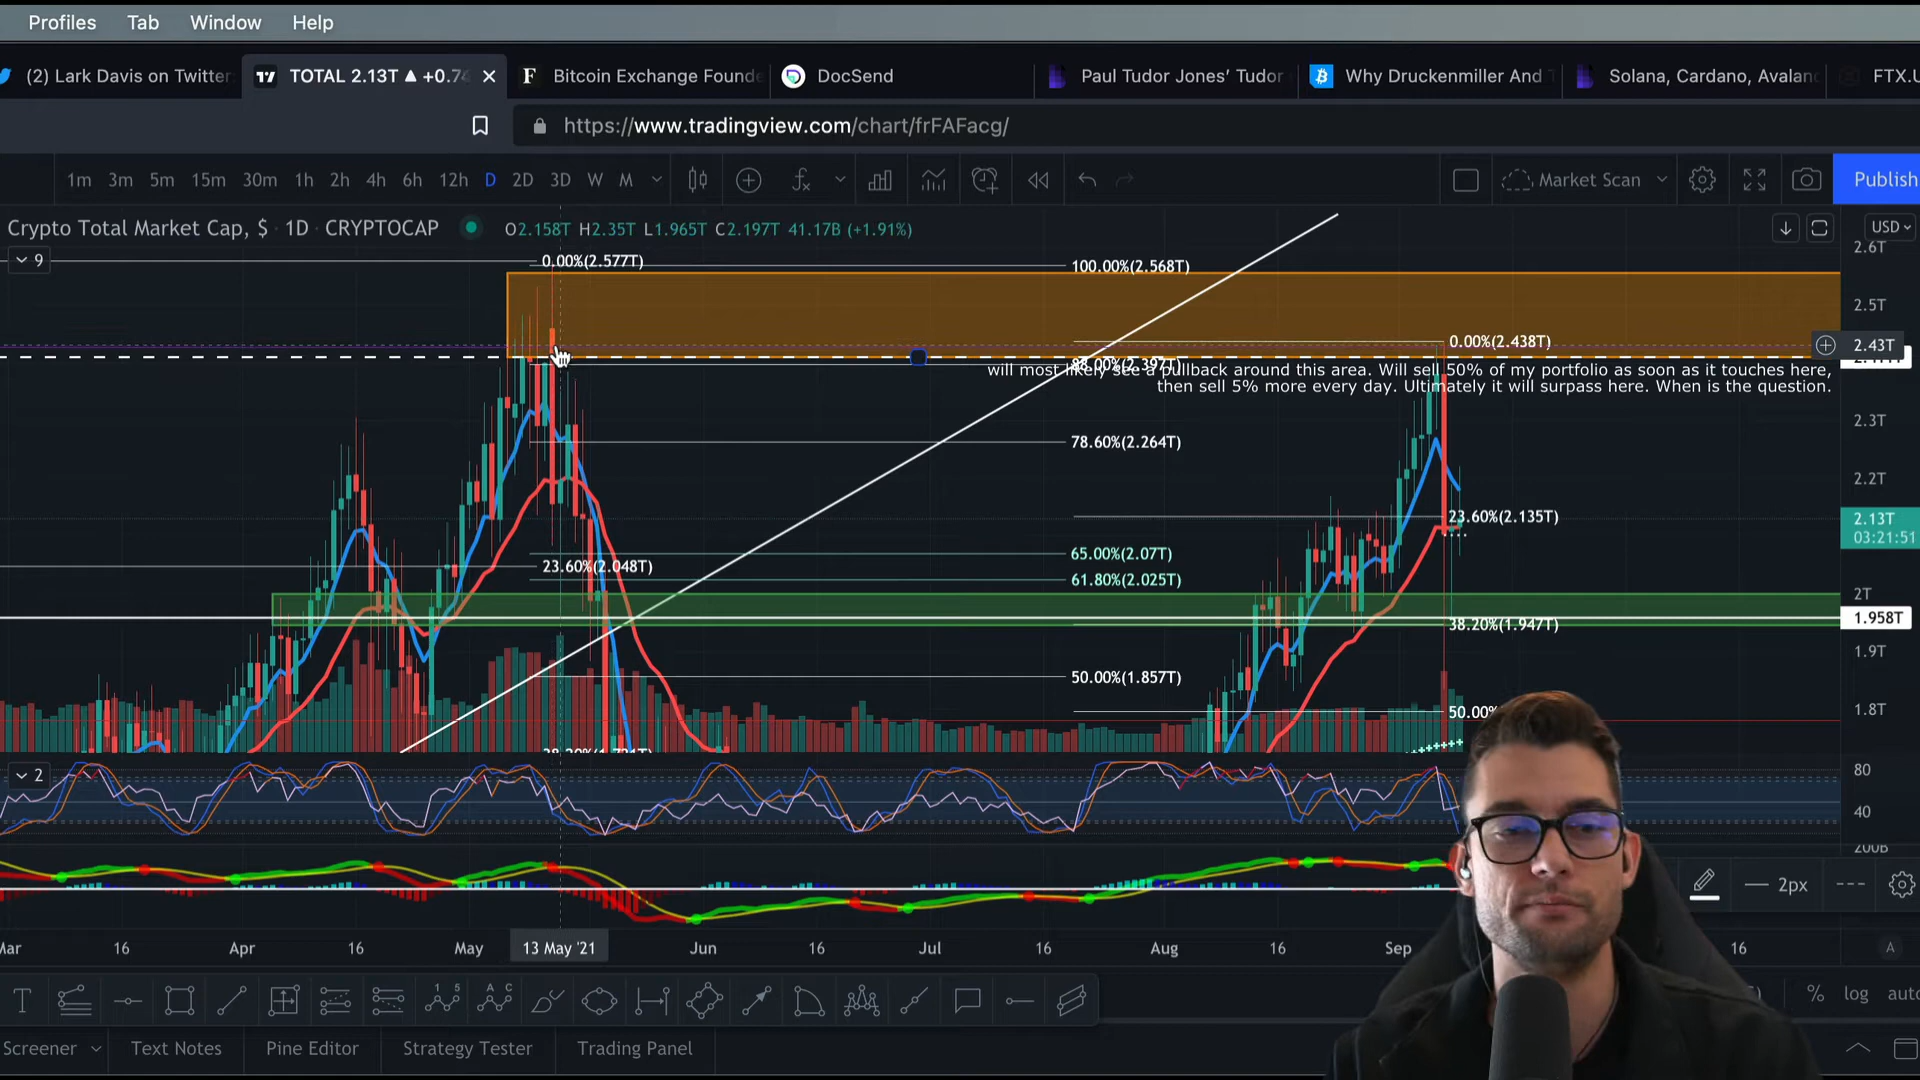 Profiles Tab Window Help
(2) Lark Davis on Twitter
TOTAL 2.13T ▲ +0.74
Bitcoin Exchange Founde
DocSend
Paul Tudor Jones' Tudor
Why Druckenmiller And T
Solana, Cardano, Avalan
FTX.U
https://www.tradingview.com/chart/frFAFacg/
1m 3m 5m 15m 30m 1h 2h 4h 6h 12h D 2D 3D W M
Market Scan
Publish
Crypto Total Market Cap, $ · 1D · CRYPTOCAP
O2.158T H2.35T L1.965T C2.197T 41.17B (+1.91%)
USD
9
2.6T
0.00%(2.577T)
100.00%(2.568T)
2.5T
0.00%(2.438T)
2.43T
88.00%(2.397T)
will most likely see a pullback around this area. Will sell 50% of my portfolio as soon as it touches here,
then sell 5% more every day. Ultimately it will surpass here. When is the question.
2.3T
78.60%(2.264T)
2.2T
23.60%(2.135T)
2.13T
03:21:51
65.00%(2.07T)
23.60%(2.048T)
61.80%(2.025T)
2T
1.958T
38.20%(1.947T)
1.9T
50.00%(1.857T)
1.8T
50.00%
2
80
40
200B
2px
Mar 16 Apr 16 May 13 May '21 Jun 16 Jul 16 Aug 16 Sep 16
A
% log auto
Screener Text Notes Pine Editor Strategy Tester Trading Panel